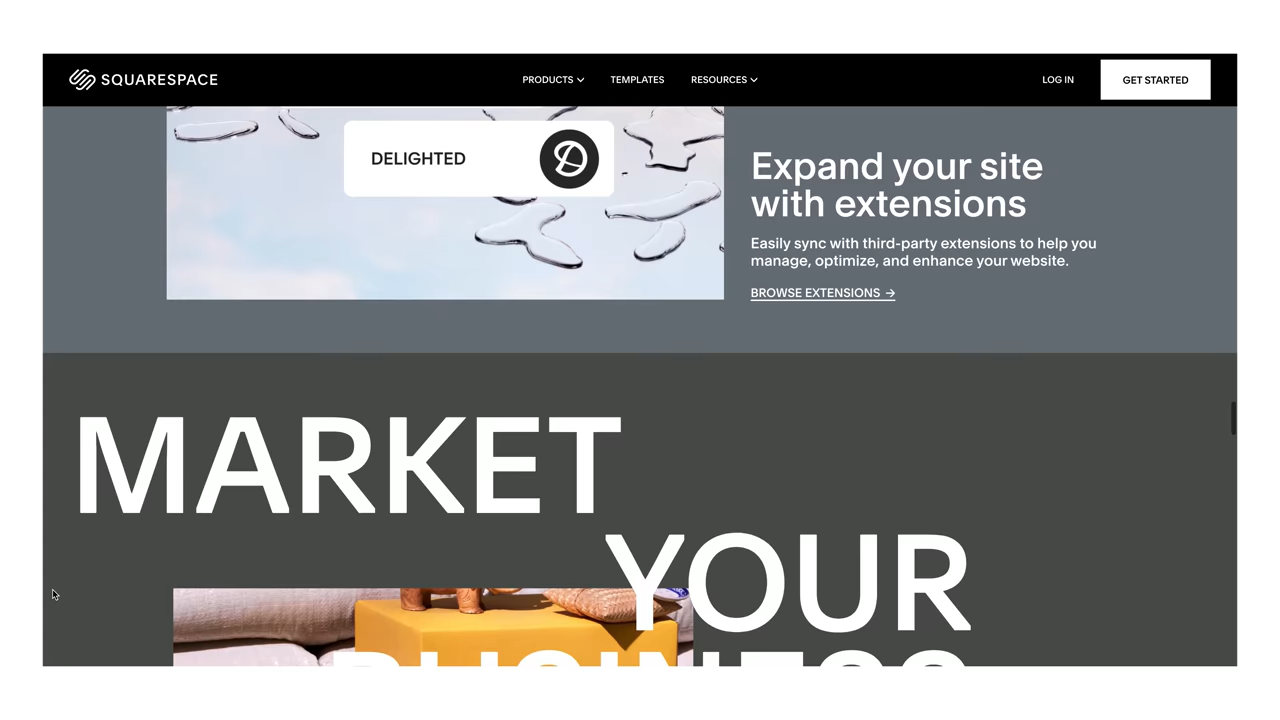 SQUARESPACE
PRODUCTS
TEMPLATES
RESOURCES
LOG IN
GET STARTED
DELIGHTED
Expand your site
with extensions
Easily sync with third-party extensions to help you
manage, optimize, and enhance your website.
BROWSE EXTENSIONS →
MARKET
YOUR
BUSINESS